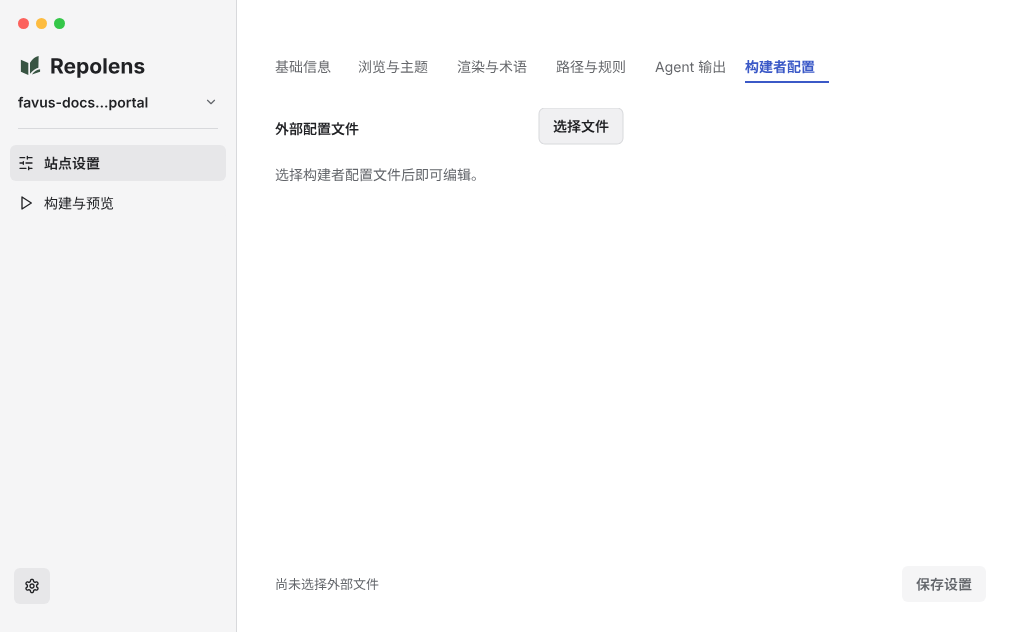 Repolens
favus-docs...portal
站点设置
构建与预览
基础信息 浏览与主题 渲染与术语 路径与规则 Agent 输出 构建者配置
外部配置文件 选择文件
选择构建者配置文件后即可编辑。
尚未选择外部文件 保存设置